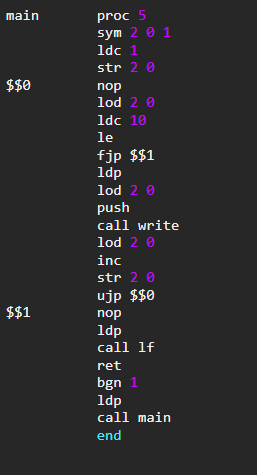 main proc 5
sym 2 0 1
ldc 1
str 2 0
$$0 nop
lod 2 0
ldc 10
le
fjp $$1
ldp
lod 2 0
push
call write
lod 2 0
inc
str 2 0
ujp $$0
$$1 nop
ldp
call lf
ret
bgn 1
ldp
call main
end